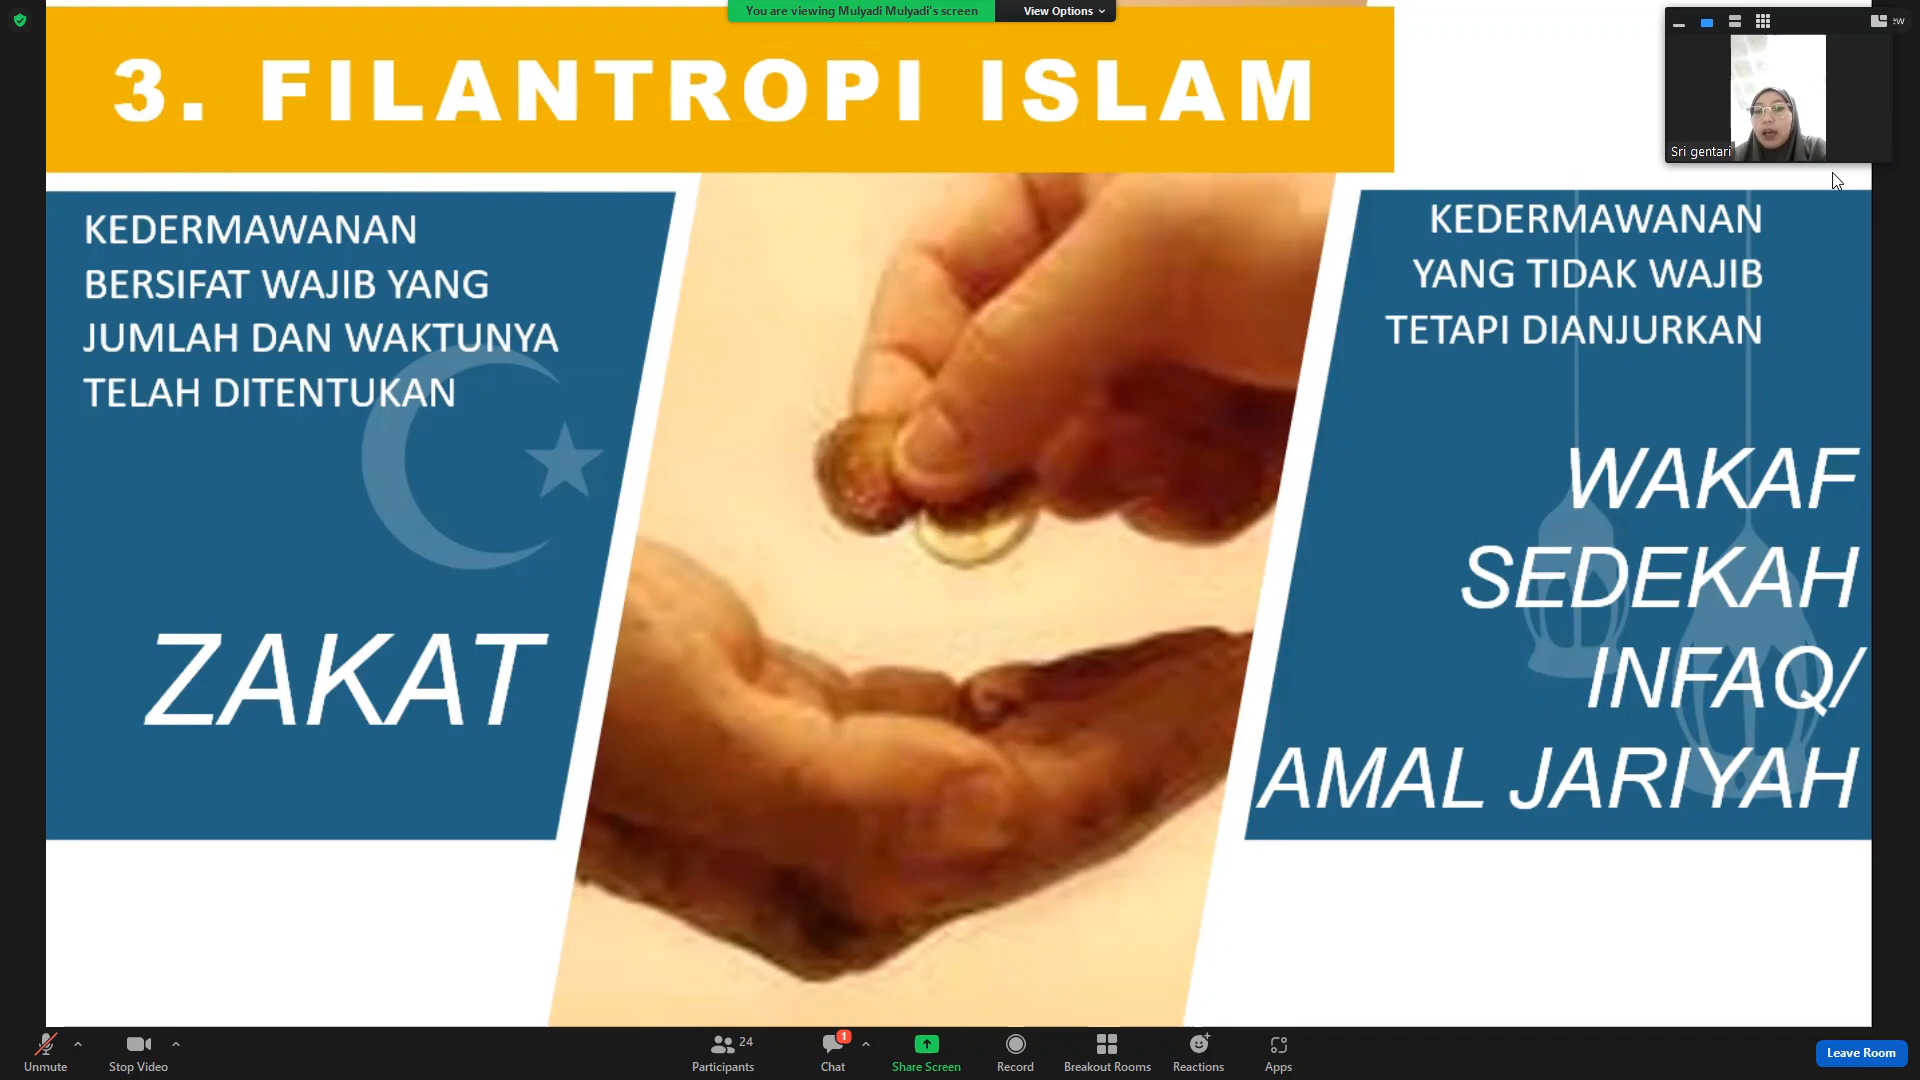 You are viewing Mulyadi Mulyadi's screen
View Options
3. FILANTROPI ISLAM
Sri gentari
KEDERMAWANAN
BERSIFAT WAJIB YANG
JUMLAH DAN WAKTUNYA
TELAH DITENTUKAN
ZAKAT
KEDERMAWANAN
YANG TIDAK WAJIB
TETAPI DIANJURKAN
WAKAF
SEDEKAH
INFAQ/
AMAL JARIYAH
Unmute
Stop Video
24
Participants
1
Chat
Share Screen
Record
Breakout Rooms
Reactions
Apps
Leave Room